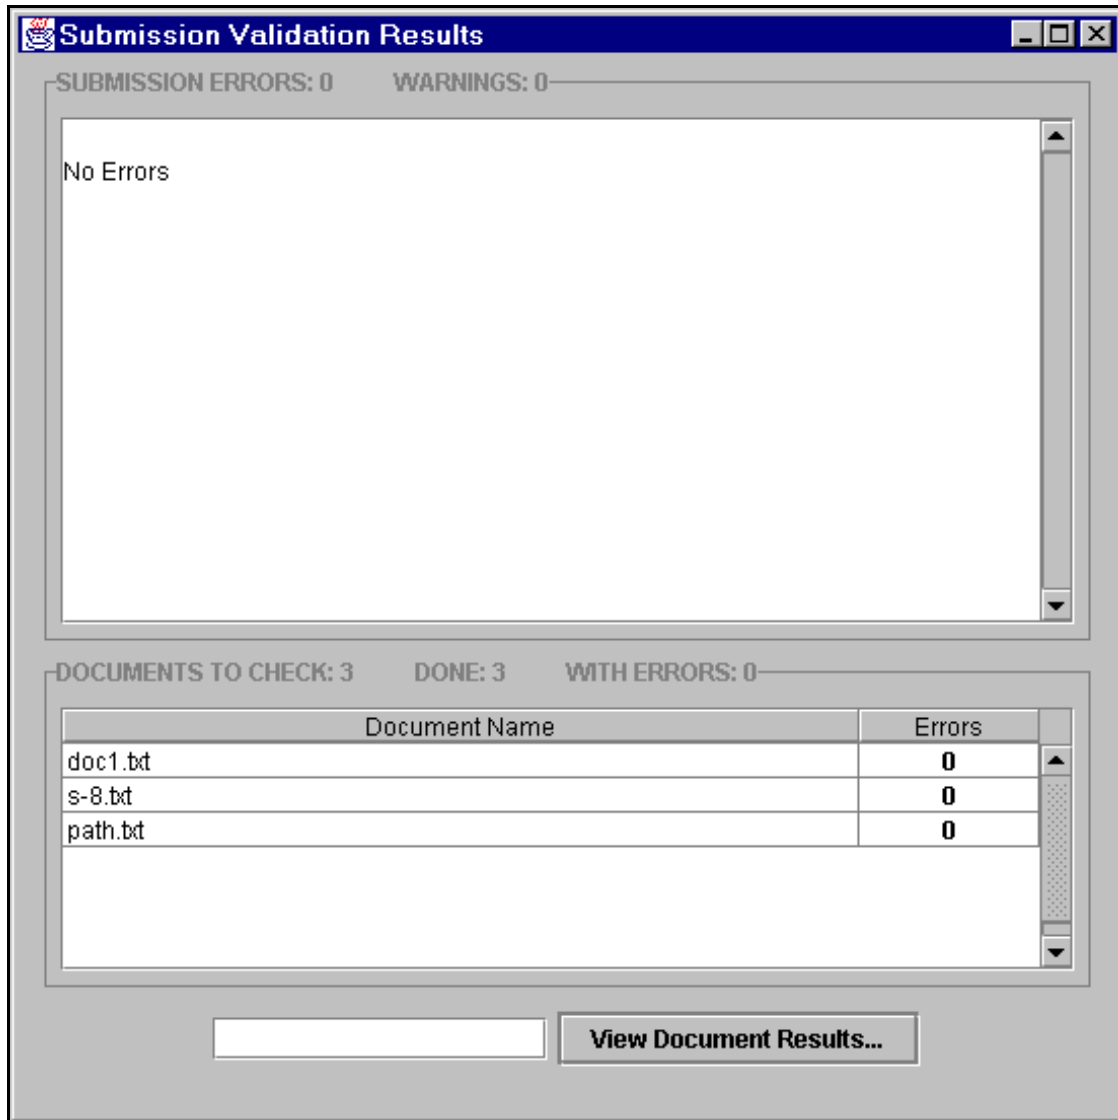 Submission Validation Results
SUBMISSION ERRORS: 0 WARNINGS: 0
No Errors
DOCUMENTS TO CHECK: 3 DONE: 3 WITH ERRORS: 0
Document Name Errors
doc1.txt 0
s-8.txt 0
path.txt 0
View Document Results...